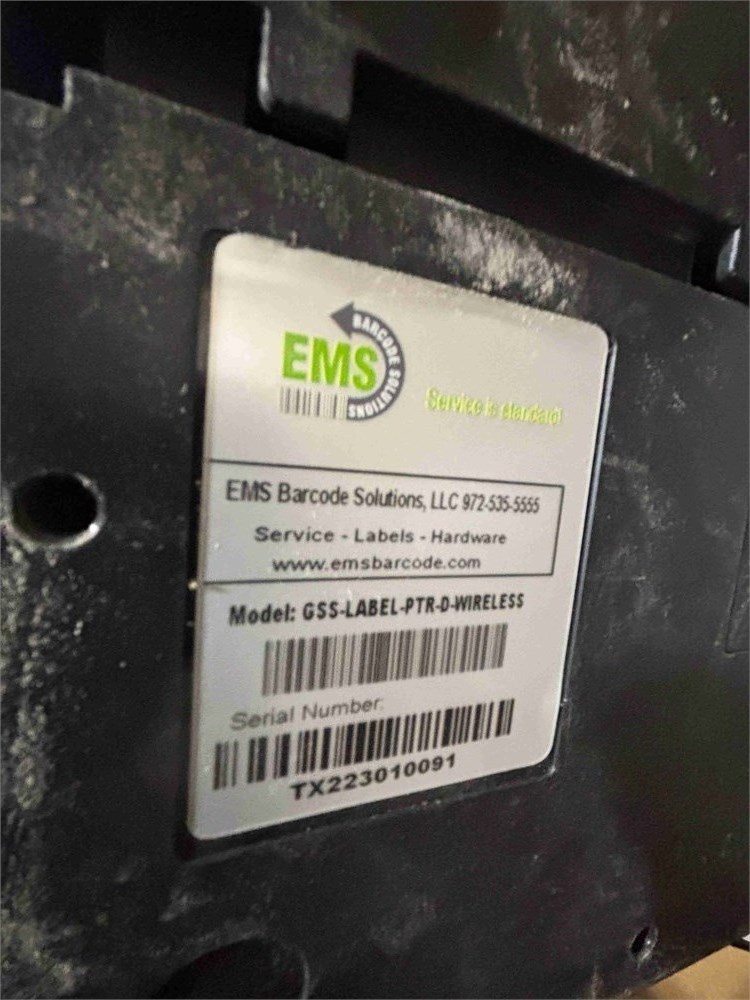 EMS
BARCODE SOLUTIONS
Service is standard!
EMS Barcode Solutions, LLC 972-535-5555
Service - Labels - Hardware
www.emsbarcode.com
Model: GSS-LABEL-PTR-D-WIRELESS
Serial Number:
TX223010091